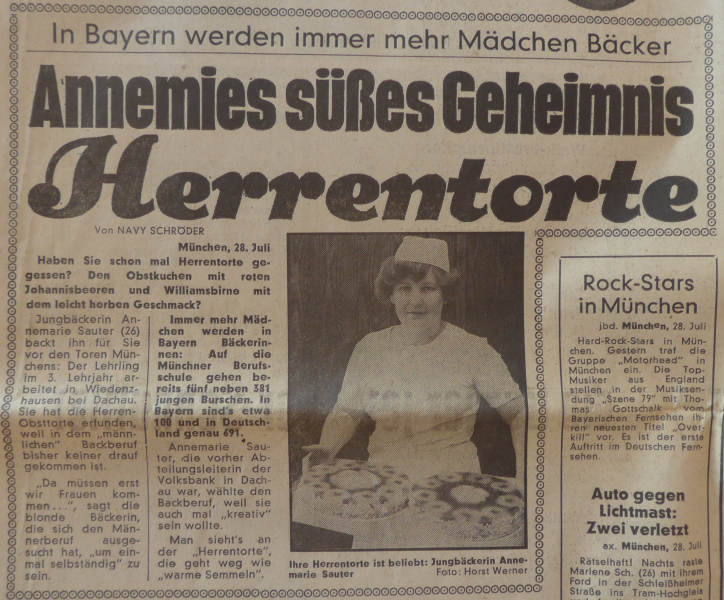 In Bayern werden immer mehr Mädchen Bäcker
Annemies süßes Geheimnis
Herrentorte
Von NAVY SCHRÖDER
München, 28. Juli
Haben Sie schon mal Herrentorte ge-
gessen? Den Obstkuchen mit roten
Johannisbeeren und Williamsbirne mit
dem leicht herben Geschmack?
Jungbäckerin An-
nemarie Sauter (26)
backt ihn für Sie
vor den Toren Mün-
chens: Der Lehrling
im 3. Lehrjahr ar-
beitet in Wiedenz-
hausen bei Dachau.
Sie hat die Herren-
Obsttorte erfunden,
weil in dem „männ-
lichen" Backberuf
bisher keiner drauf
gekommen ist.
„Da müssen erst
wir Frauen kom-
men...", sagt die
blonde Bäckerin,
die sich den Män-
nerberuf ausge-
sucht hat, „um ein-
mal selbständig" zu
sein.
Immer mehr Mäd-
chen werden in
Bayern Bäckerin-
nen: Auf die
Münchner Berufs-
schule gehen be-
reits fünf neben 381
jungen Burschen. In
Bayern sind's etwa
100 und in Deutsch-
land genau 691.
Annemarie Sau-
ter, die vorher Ab-
teilungsleiterin der
Volksbank in Dach-
au war, wählte den
Backberuf, weil sie
auch mal „kreativ"
sein wollte.
Man sieht's an
der „Herrentorte",
die geht weg wie
„warme Semmeln".
Ihre Herrentorte ist beliebt: Jungbäckerin Anne-
marie Sauter
Foto: Horst Werner
Rock-Stars
in München
jbd. München, 28. Juli
Hard-Rock-Stars in Mün-
chen. Gestern traf die
Gruppe „Motorhead" in
München ein. Die Top-
Musiker aus England
stellen in der Musiksen-
dung „Szene 79" mit Tho-
mas Gottschalk vom
Bayerischen Fernsehen ih-
ren neuesten Titel „Over-
kill" vor. Es ist der erste
Auftritt im Deutschen Fern-
sehen.
Auto gegen
Lichtmast:
Zwei verletzt
ax. München, 28. Juli
Rätselhaft! Nachts raste
Marlene Sch. (26) mit ihrem
Ford in der Schleißheimer
Straße ins Tram-Hochgleis